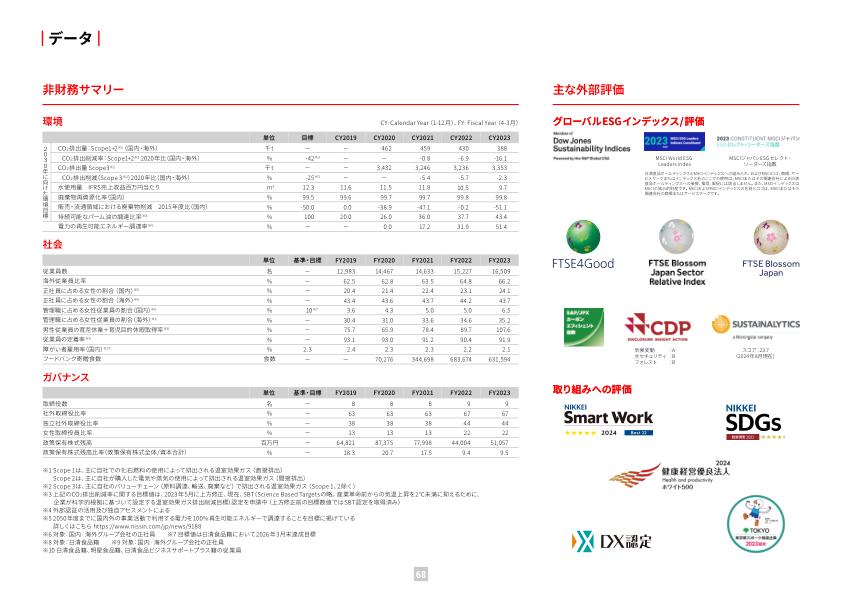 データ
非財務サマリー
環境
CY: Calendar Year (1-12月)、FY: Fiscal Year (4-3月)
単位 目標 CY2019 CY2020 CY2021 CY2022 CY2023
2030年に向けた環境目標
CO₂排出量：Scope1+2※1（国内・海外） 千t － － 462 459 430 388
CO₂排出削減率：Scope1+2※1 2020年比（国内・海外） % -42※3 － － -0.8 -6.9 -16.1
CO₂排出量 Scope3※2 千t － － 3,432 3,246 3,236 3,353
CO₂排出削減（Scope 3※2）2020年比（国内・海外） % -25※3 － － -5.4 -5.7 -2.3
水使用量 IFRS売上収益百万円当たり m³ 12.3 11.6 11.5 11.8 10.5 9.7
廃棄物再資源化率（国内） % 99.5 99.6 99.7 99.7 99.8 99.8
販売・流通領域における廃棄物削減 2015年度比（国内） % -50.0 0.0 -38.9 -47.1 -0.2 -51.1
持続可能なパーム油の調達比率※4 % 100 20.0 26.0 36.0 37.7 43.4
電力の再生可能エネルギー調達率※5 % － － 0.0 17.2 31.9 51.4
社会
単位 基準・目標 FY2019 FY2020 FY2021 FY2022 FY2023
従業員数 名 － 12,983 14,467 14,633 15,227 16,509
海外従業員比率 % － 62.5 62.8 63.5 64.8 66.2
正社員に占める女性の割合（国内）※6 % － 20.4 21.4 22.4 23.1 24.1
正社員に占める女性の割合（海外）※6 % － 43.4 43.6 43.7 44.2 43.7
管理職に占める女性従業員の割合（国内）※6 % 10※7 3.6 4.3 5.0 5.0 6.5
管理職に占める女性従業員の割合（海外）※6 % － 30.4 31.0 33.6 34.6 35.2
男性従業員の育児休業＋育児目的休暇取得率※8 % － 75.7 65.9 78.4 89.7 107.6
従業員の定着率※9 % － 93.1 93.0 91.2 90.4 91.9
障がい者雇用率（国内）※10 % 2.3 2.4 2.3 2.3 2.2 2.1
フードバンク寄贈食数 食数 － － 70,276 344,698 683,674 631,594
ガバナンス
単位 基準・目標 FY2019 FY2020 FY2021 FY2022 FY2023
取締役数 名 － 8 8 8 9 9
社外取締役比率 % － 63 63 63 67 67
独立社外取締役比率 % － 38 38 38 44 44
女性取締役員比率 % － 13 13 13 22 22
政策保有株式残高 百万円 － 64,821 87,375 77,998 44,004 51,057
政策保有株式残高比率（政策保有株式全体/資本合計） % － 18.3 20.7 17.5 9.4 9.5
※1 Scope 1は、主に自社での化石燃料の使用によって排出される温室効果ガス（直接排出）
Scope 2は、主に自社が購入した電気や蒸気の使用によって排出される温室効果ガス（間接排出）
※2 Scope 3は、主に自社のバリューチェーン（原料調達、輸送、廃棄など）で排出される温室効果ガス（Scope 1、2除く）
※3 上記のCO₂排出削減率に関する目標値は、2023年5月に上方修正。現在、SBT（Science Based Targetsの略。産業革命前からの気温上昇を2℃未満に抑えるために、
企業が科学的根拠に基づいて設定する温室効果ガス排出削減目標）認定を申請中（上方修正前の目標数値ではSBT認定を取得済み）
※4 外部認証の活用及び独自アセスメントによる
※5 2050年度までに国内外の事業活動で利用する電力を100％再生可能エネルギーで調達することを目標に掲げている
詳しくはこちら https://www.nissin.com/jp/news/9188
※6 対象：国内・海外グループ会社の正社員 ※7 目標値は日清食品籍において2026年3月末達成目標
※8 対象：日清食品籍 ※9 対象：国内・海外グループ会社の正社員
※10 日清食品籍、明星食品籍、日清食品ビジネスサポートプラス籍の従業員
主な外部評価
グローバルESGインデックス/評価
Member of
Dow Jones
Sustainability Indices
Powered by the S&P Global CSA
2023 MSCI ESG Leaders
Indexes Constituent
MSCI World ESG
Leaders Index
2023 CONSTITUENT MSCIジャパン
ESGセレクト・リーダーズ指数
MSCIジャパンESGセレクト・
リーダーズ指数
FTSE4Good
FTSE Blossom
Japan Sector
Relative Index
FTSE Blossom
Japan
S&P/JPX
カーボン
エフィシェント
指数
CDP
DISCLOSURE INSIGHT ACTION
気候変動 ：A-
水セキュリティ ：B
フォレスト ：B
SUSTAINALYTICS
a Morningstar company
スコア：23.7
（2024年8月現在）
取り組みへの評価
NIKKEI
Smart Work
★★★★★ 2024
NIKKEI
SDGs
2024
健康経営優良法人
Health and productivity
ホワイト500
DX認定
TOKYO
東京都スポーツ推進企業
2023認定
68